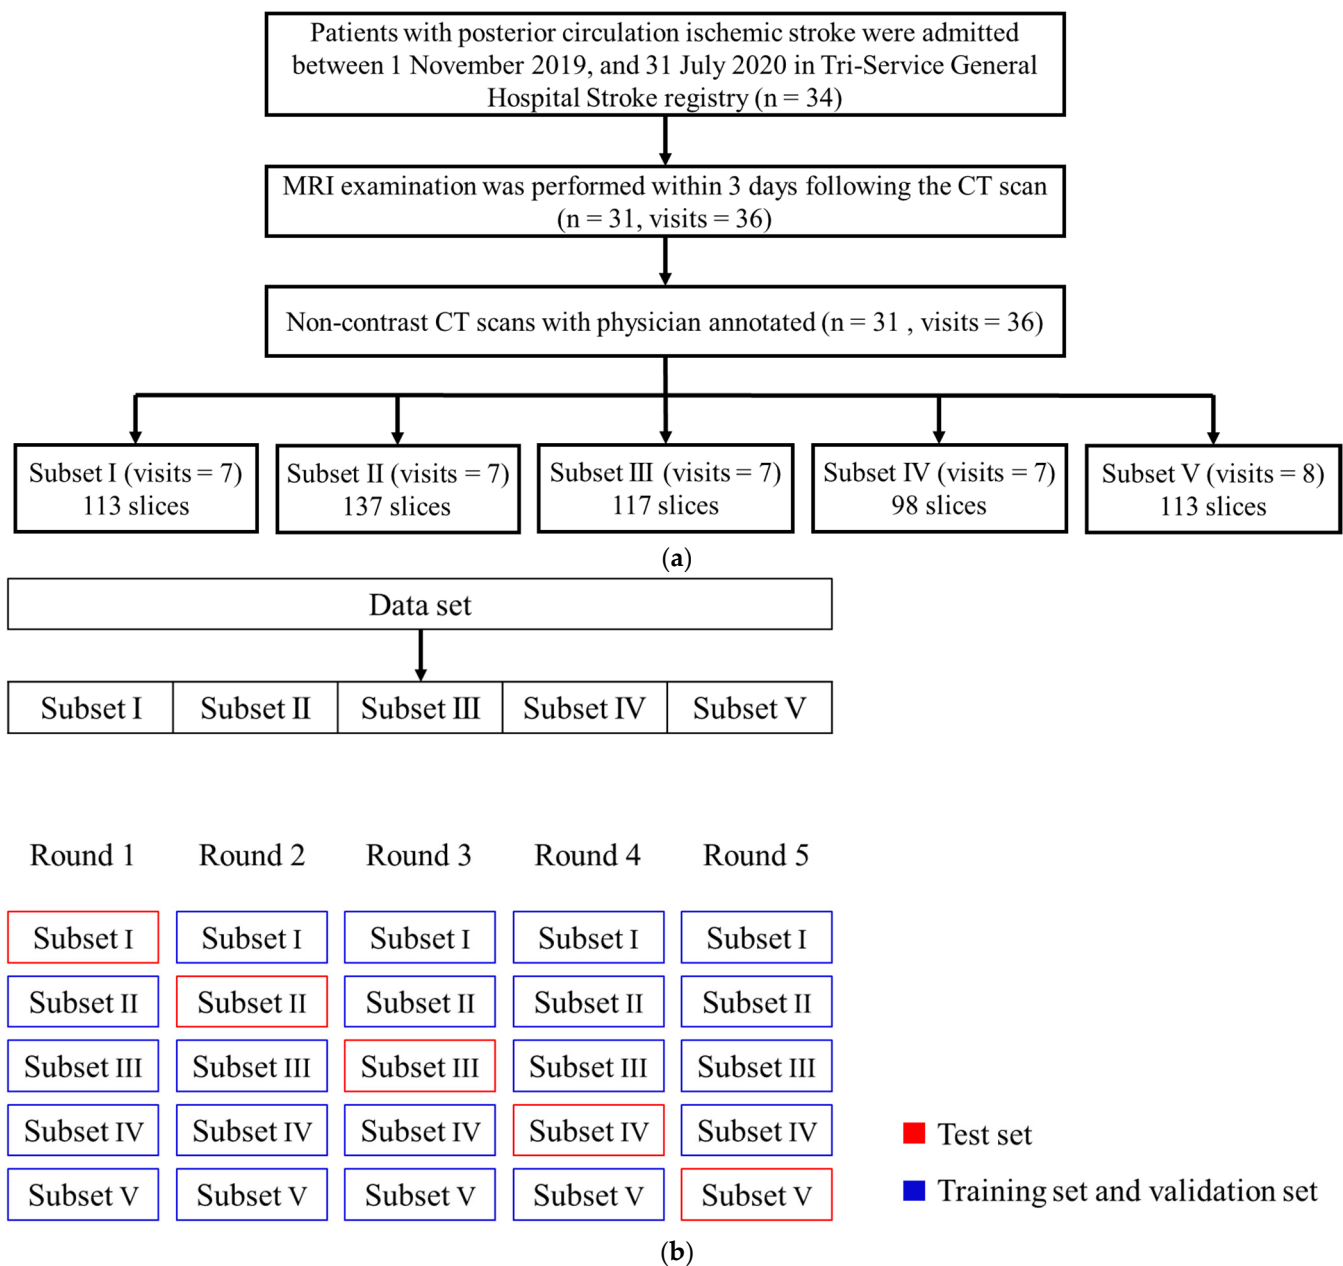 Patients with posterior circulation ischemic stroke were admitted
between 1 November 2019, and 31 July 2020 in Tri-Service General
Hospital Stroke registry (n = 34)
MRI examination was performed within 3 days following the CT scan
(n = 31, visits = 36)
Non-contrast CT scans with physician annotated (n = 31 , visits = 36)
Subset I (visits = 7)
113 slices
Subset II (visits = 7)
137 slices
Subset III (visits = 7)
117 slices
Subset IV (visits = 7)
98 slices
Subset V (visits = 8)
113 slices
(a)
Data set
Subset I Subset II Subset III Subset IV Subset V
Round 1 Round 2 Round 3 Round 4 Round 5
Subset I Subset I Subset I Subset I Subset I
Subset II Subset II Subset II Subset II Subset II
Subset III Subset III Subset III Subset III Subset III
Subset IV Subset IV Subset IV Subset IV Subset IV
Subset V Subset V Subset V Subset V Subset V
Test set
Training set and validation set
(b)